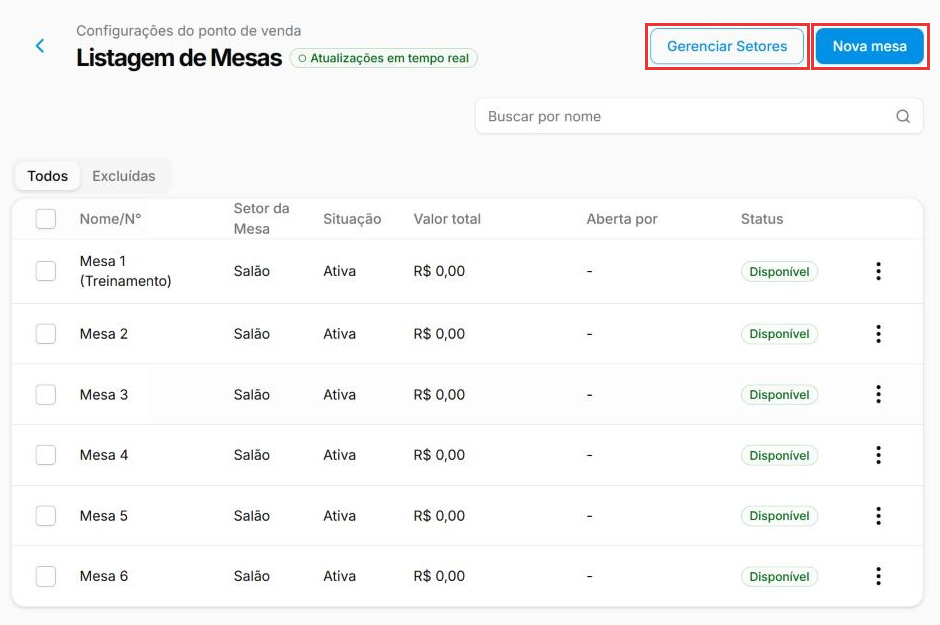 Configurações do ponto de venda
Listagem de Mesas
Atualizações em tempo real
Gerenciar Setores
Nova mesa
Buscar por nome
Todos
Excluídas
Nome/N° Setor da Mesa Situação Valor total Aberta por Status
Mesa 1 (Treinamento) Salão Ativa R$ 0,00 - Disponível
Mesa 2 Salão Ativa R$ 0,00 - Disponível
Mesa 3 Salão Ativa R$ 0,00 - Disponível
Mesa 4 Salão Ativa R$ 0,00 - Disponível
Mesa 5 Salão Ativa R$ 0,00 - Disponível
Mesa 6 Salão Ativa R$ 0,00 - Disponível